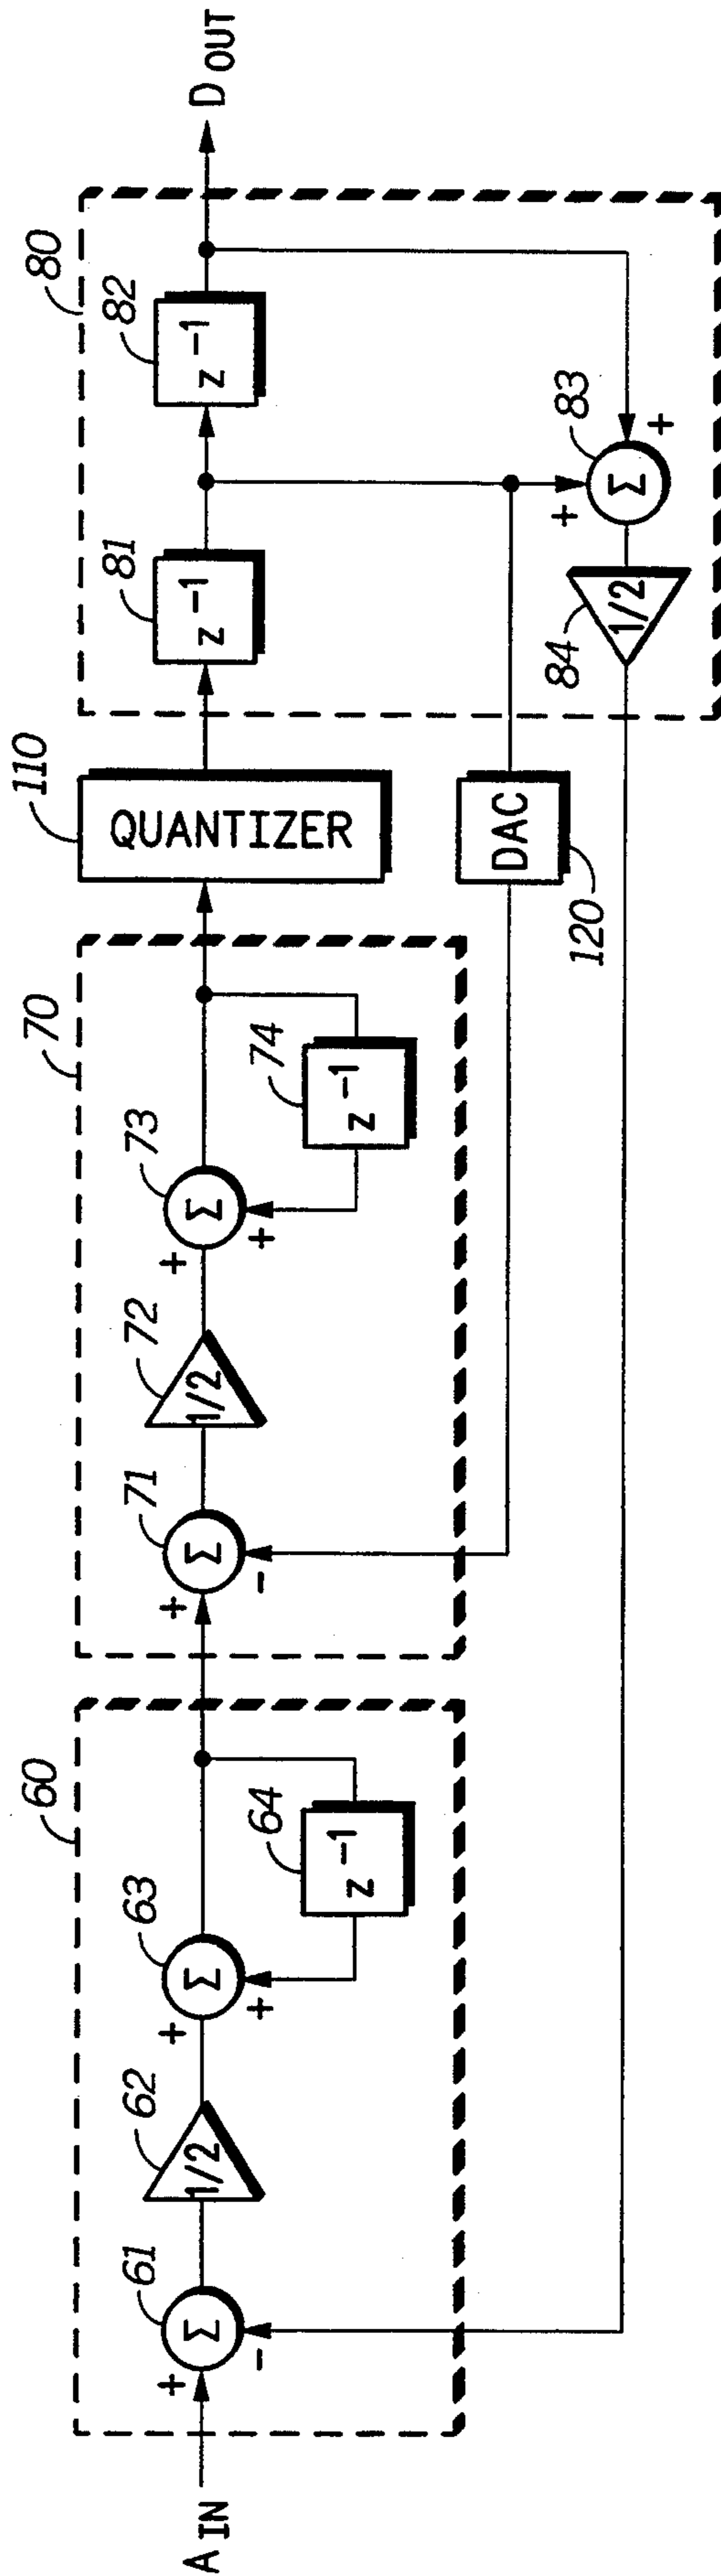 60
70
110
80
61
62
63
71
72
73
81
82
A IN
+
Σ
-
1/2
+
Σ
+
64
z⁻¹
+
Σ
-
1/2
+
Σ
+
74
z⁻¹
QUANTIZER
z⁻¹
z⁻¹
D OUT
DAC
120
84
1/2
+
Σ
+
83